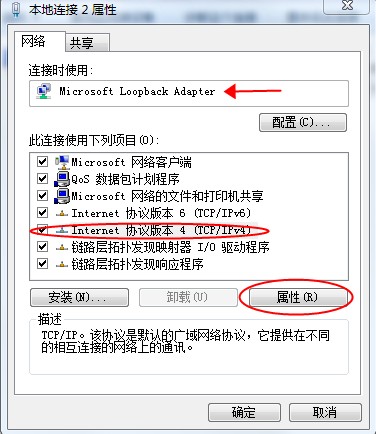 本地连接 2 属性
网络
共享
连接时使用:
Microsoft Loopback Adapter
配置(C)...
此连接使用下列项目(O):
Microsoft 网络客户端
QoS 数据包计划程序
Microsoft 网络的文件和打印机共享
Internet 协议版本 6 (TCP/IPv6)
Internet 协议版本 4 (TCP/IPv4)
链路层拓扑发现映射器 I/O 驱动程序
链路层拓扑发现响应程序
安装(N)...
卸载(U)
属性(R)
描述
TCP/IP。该协议是默认的广域网络协议，它提供在不同
的相互连接的网络上的通讯。
确定
取消